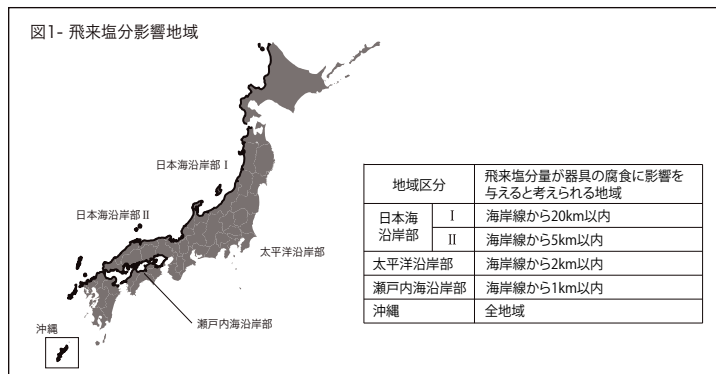 図1- 飛来塩分影響地域
日本海沿岸部Ⅰ
日本海沿岸部Ⅱ
太平洋沿岸部
瀬戸内海沿岸部
沖縄
地域区分
飛来塩分量が器具の腐食に影響を
与えると考えられる地域
日本海
沿岸部
Ⅰ
海岸線から20km以内
Ⅱ
海岸線から5km以内
太平洋沿岸部
海岸線から2km以内
瀬戸内海沿岸部
海岸線から1km以内
沖縄
全地域